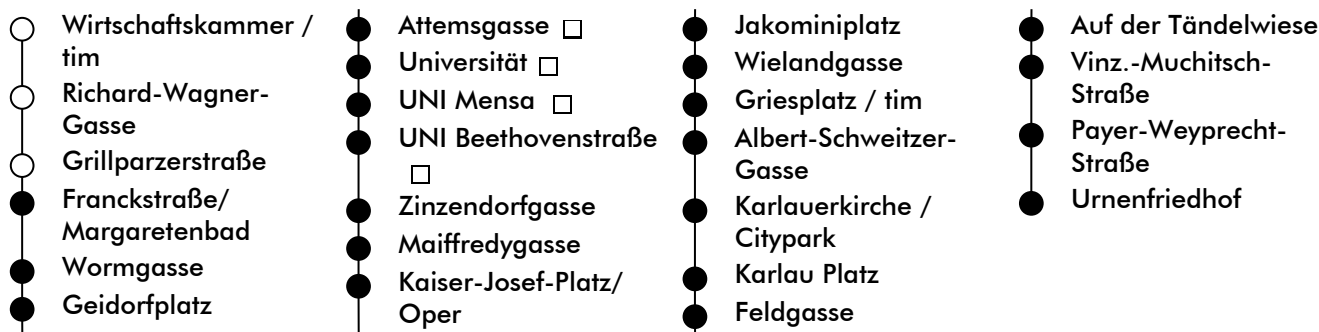 Wirtschaftskammer /
tim
Richard-Wagner-
Gasse
Grillparzerstraße
Franckstraße/
Margaretenbad
Wormgasse
Geidorfplatz
Attemsgasse
Universität
UNI Mensa
UNI Beethovenstraße
Zinzendorfgasse
Maiffredygasse
Kaiser-Josef-Platz/
Oper
Jakominiplatz
Wielandgasse
Griesplatz / tim
Albert-Schweitzer-
Gasse
Karlauerkirche /
Citypark
Karlau Platz
Feldgasse
Auf der Tändelwiese
Vinz.-Muchitsch-
Straße
Payer-Weyprecht-
Straße
Urnenfriedhof